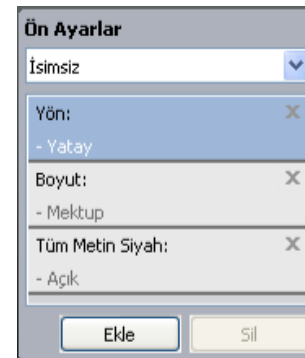 Ön Ayarlar
İsimsiz
Yön:
- Yatay
Boyut:
- Mektup
Tüm Metin Siyah:
- Açık
Ekle
Sil